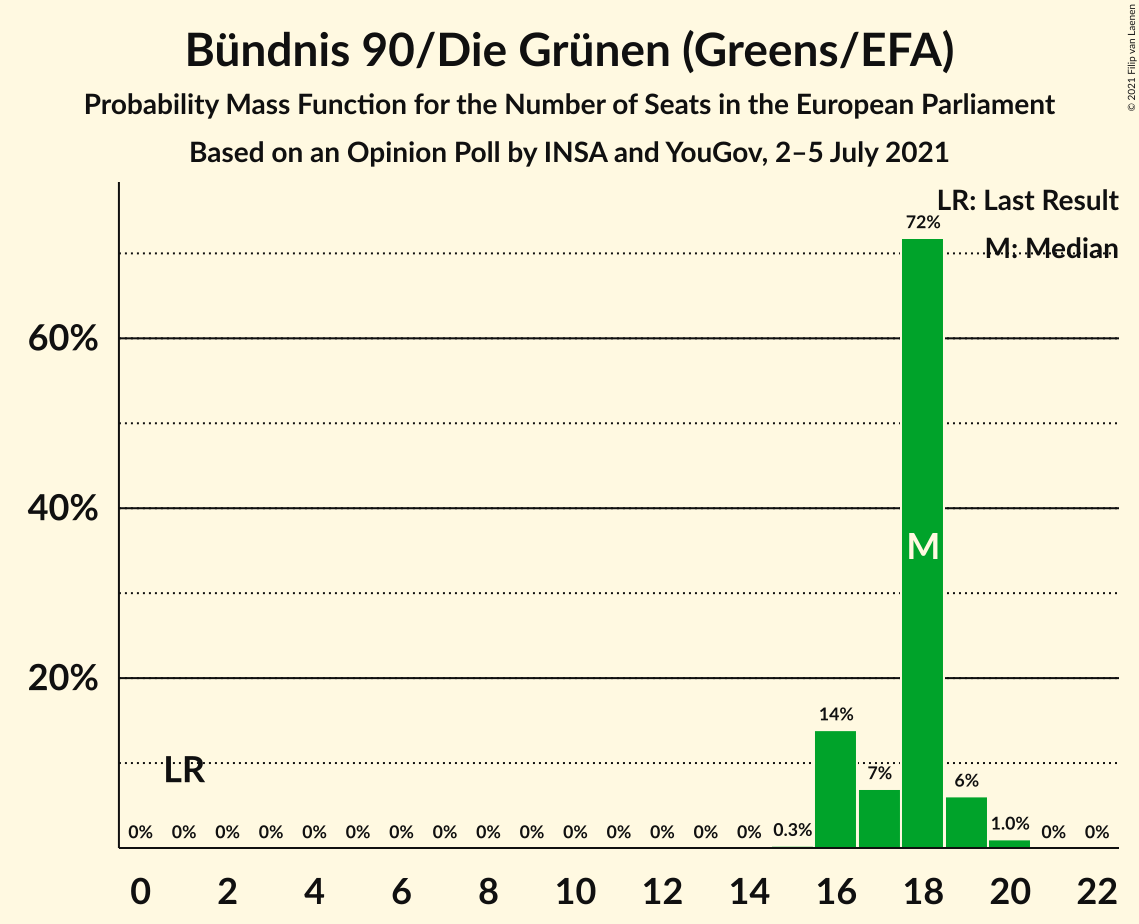 Bündnis 90/Die Grünen (Greens/EFA)
Probability Mass Function for the Number of Seats in the European Parliament
Based on an Opinion Poll by INSA and YouGov, 2–5 July 2021
© 2021 Filip van Laenen
LR: Last Result
M: Median
72%
60%
40%
M
20%
14%
7%
6%
LR
0% 0% 0% 0% 0% 0% 0% 0% 0% 0% 0% 0% 0% 0% 0% 0.3% 1.0% 0% 0%
0 2 4 6 8 10 12 14 16 18 20 22